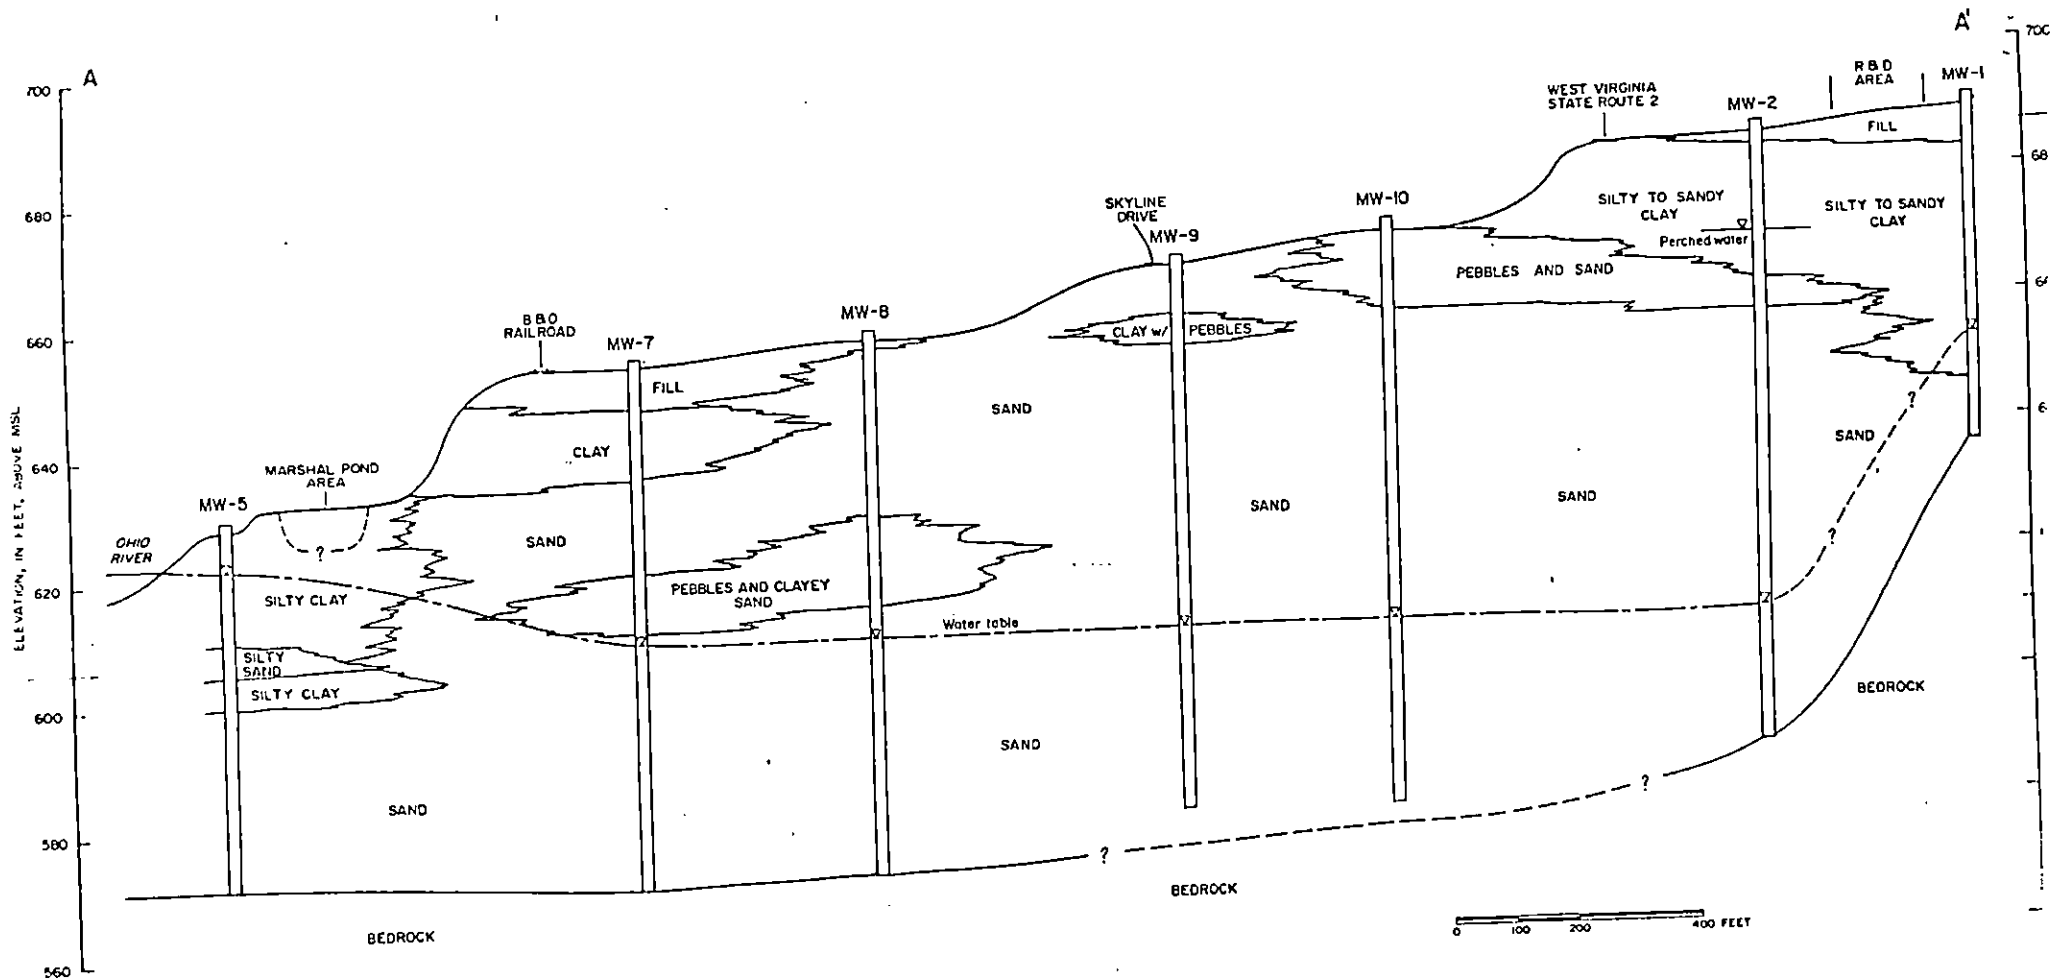 A
A'
700
680
660
640
620
600
580
560
ELEVATION, IN FEET, ABOVE MSL
700
OHIO
RIVER
MW-5
MARSHAL POND
AREA
?
B&O
RAILROAD
MW-7
MW-8
SKYLINE
DRIVE
MW-9
MW-10
WEST VIRGINIA
STATE ROUTE 2
MW-2
R&D
AREA
MW-1
FILL
SILTY TO SANDY
CLAY
SILTY TO SANDY
CLAY
Perched water
PEBBLES AND SAND
CLAY w/ PEBBLES
FILL
CLAY
SAND
SAND
SAND
SAND
SAND
PEBBLES AND CLAYEY
SAND
Water table
SILTY CLAY
SILTY
SAND
SILTY CLAY
SAND
SAND
?
?
?
?
BEDROCK
BEDROCK
BEDROCK
0 100 200 400 FEET